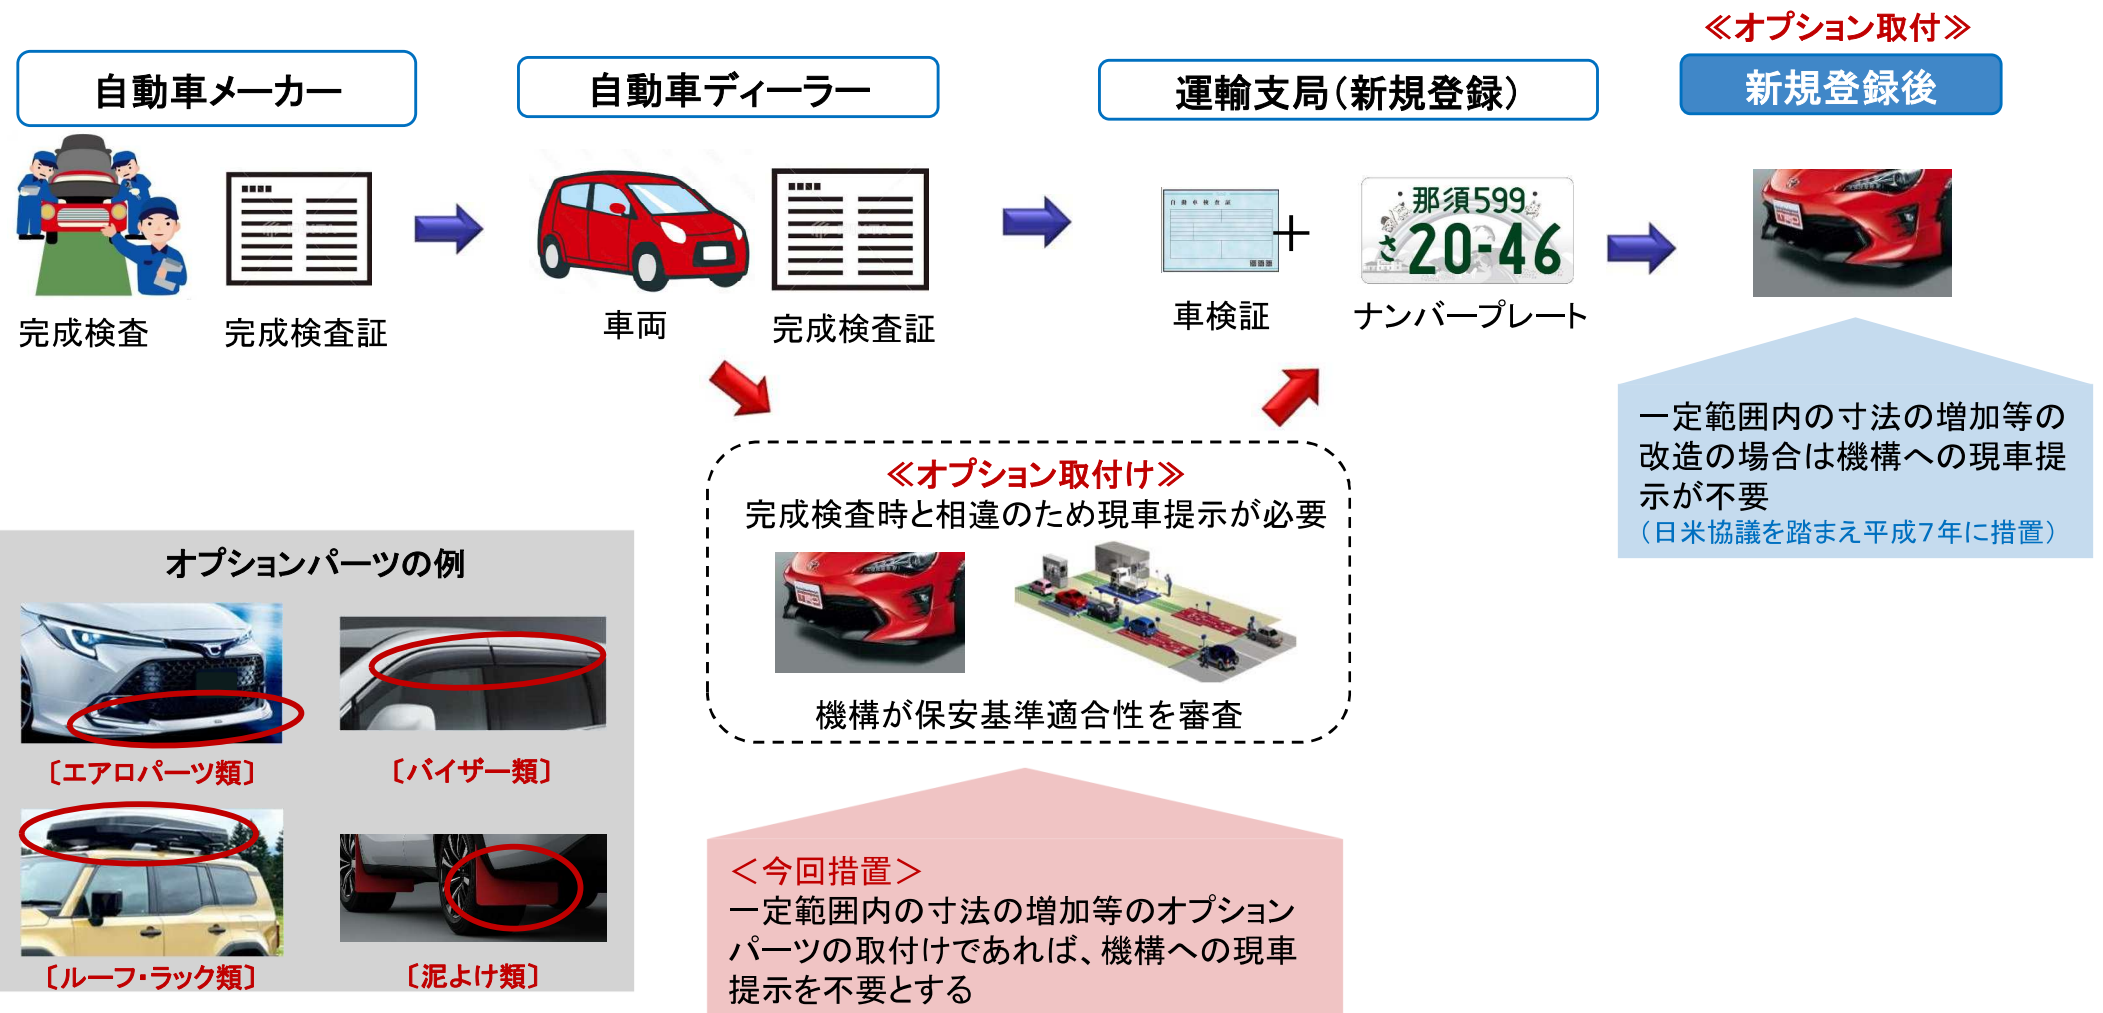 ≪オプション取付≫
自動車メーカー
自動車ディーラー
運輸支局(新規登録)
新規登録後
自動車検査証
那須599
さ 20-46
完成検査
完成検査証
車両
完成検査証
車検証
+
ナンバープレート
一定範囲内の寸法の増加等の
改造の場合は機構への現車提
示が不要
(日米協議を踏まえ平成7年に措置)
≪オプション取付け≫
完成検査時と相違のため現車提示が必要
機構が保安基準適合性を審査
オプションパーツの例
〔エアロパーツ類〕
〔バイザー類〕
〔ルーフ・ラック類〕
〔泥よけ類〕
<今回措置>
一定範囲内の寸法の増加等のオプション
パーツの取付けであれば、機構への現車
提示を不要とする